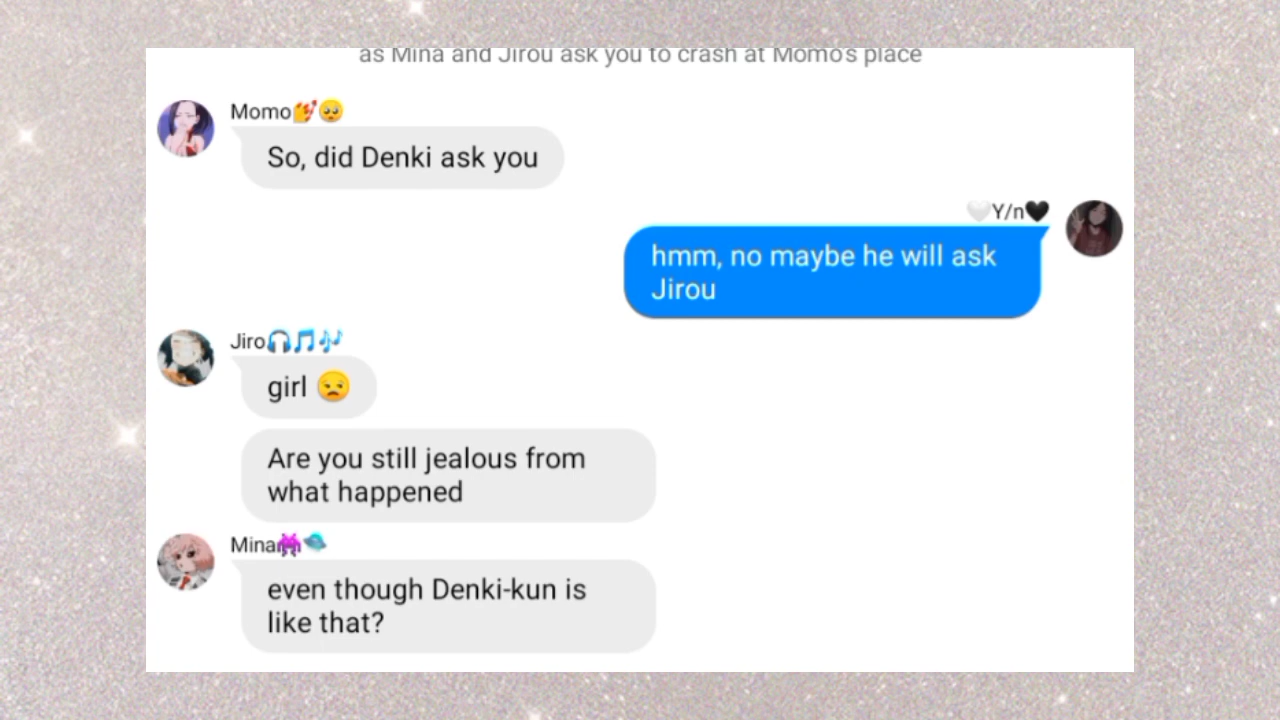 as Mina and Jirou ask you to crash at Momo's place
Momo💅🥺
So, did Denki ask you
🤍Y/n🖤
hmm, no maybe he will ask
Jirou
Jiro🎧🎵🎶
girl 😒
Are you still jealous from
what happened
Mina👾🛸
even though Denki-kun is
like that?